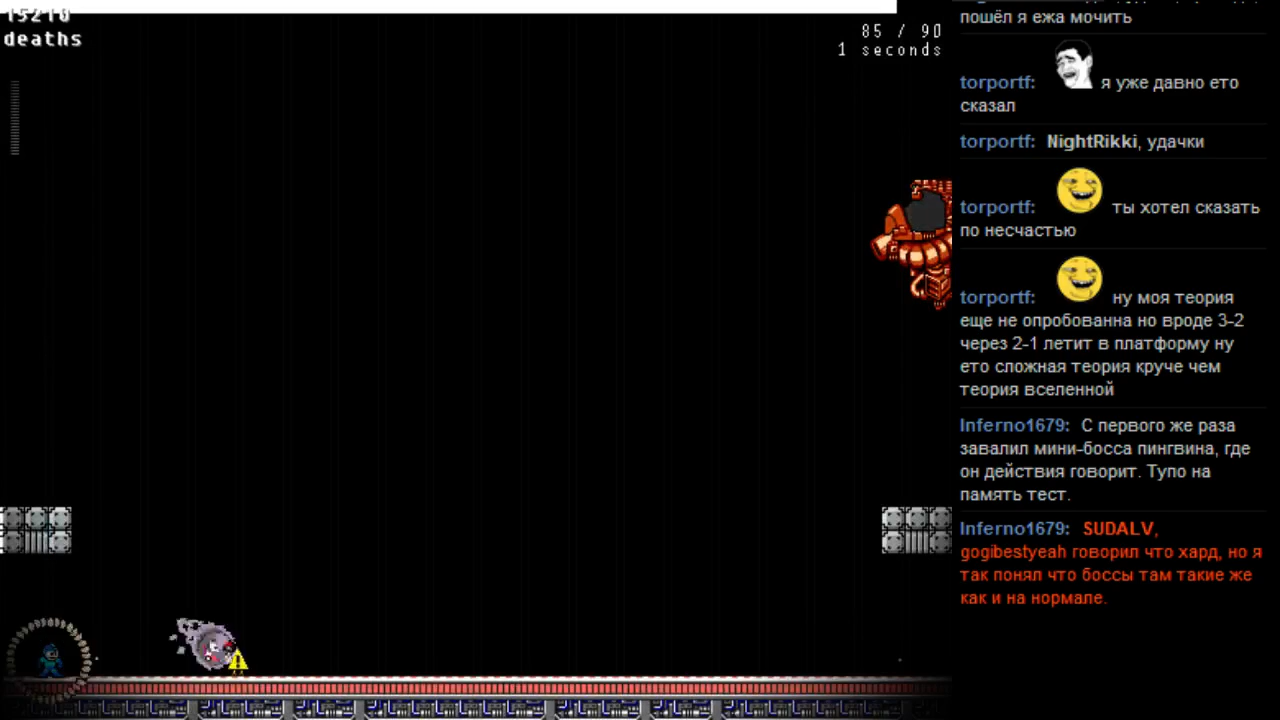 15210
deaths
85 / 90
1 seconds
пошёл я ежа мочить
torportf: я уже давно ето
сказал
torportf: NightRikki, удачки
torportf: ты хотел сказать
по несчастью
torportf: ну моя теория
еще не опробованна но вроде 3-2
через 2-1 летит в платформу ну
ето сложная теория круче чем
теория вселенной
Inferno1679: С первого же раза
завалил мини-босса пингвина, где
он действия говорит. Тупо на
память тест.
Inferno1679: SUDALV,
gogibestyeah говорил что хард, но я
так понял что боссы там такие же
как и на нормале.